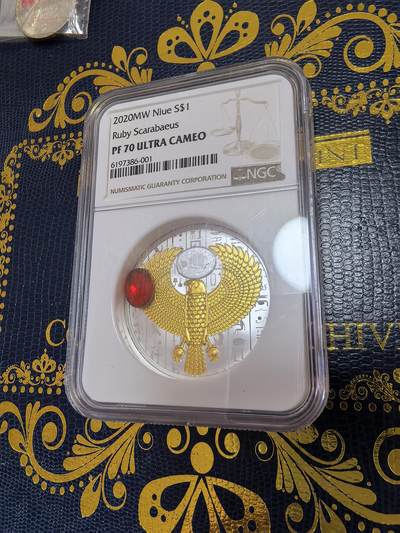 2020MW Niue S$1
Ruby Scarabaeus
PF 70 ULTRA CAMEO
6197386-001
NUMISMATIC GUARANTY CORPORATION
NGC